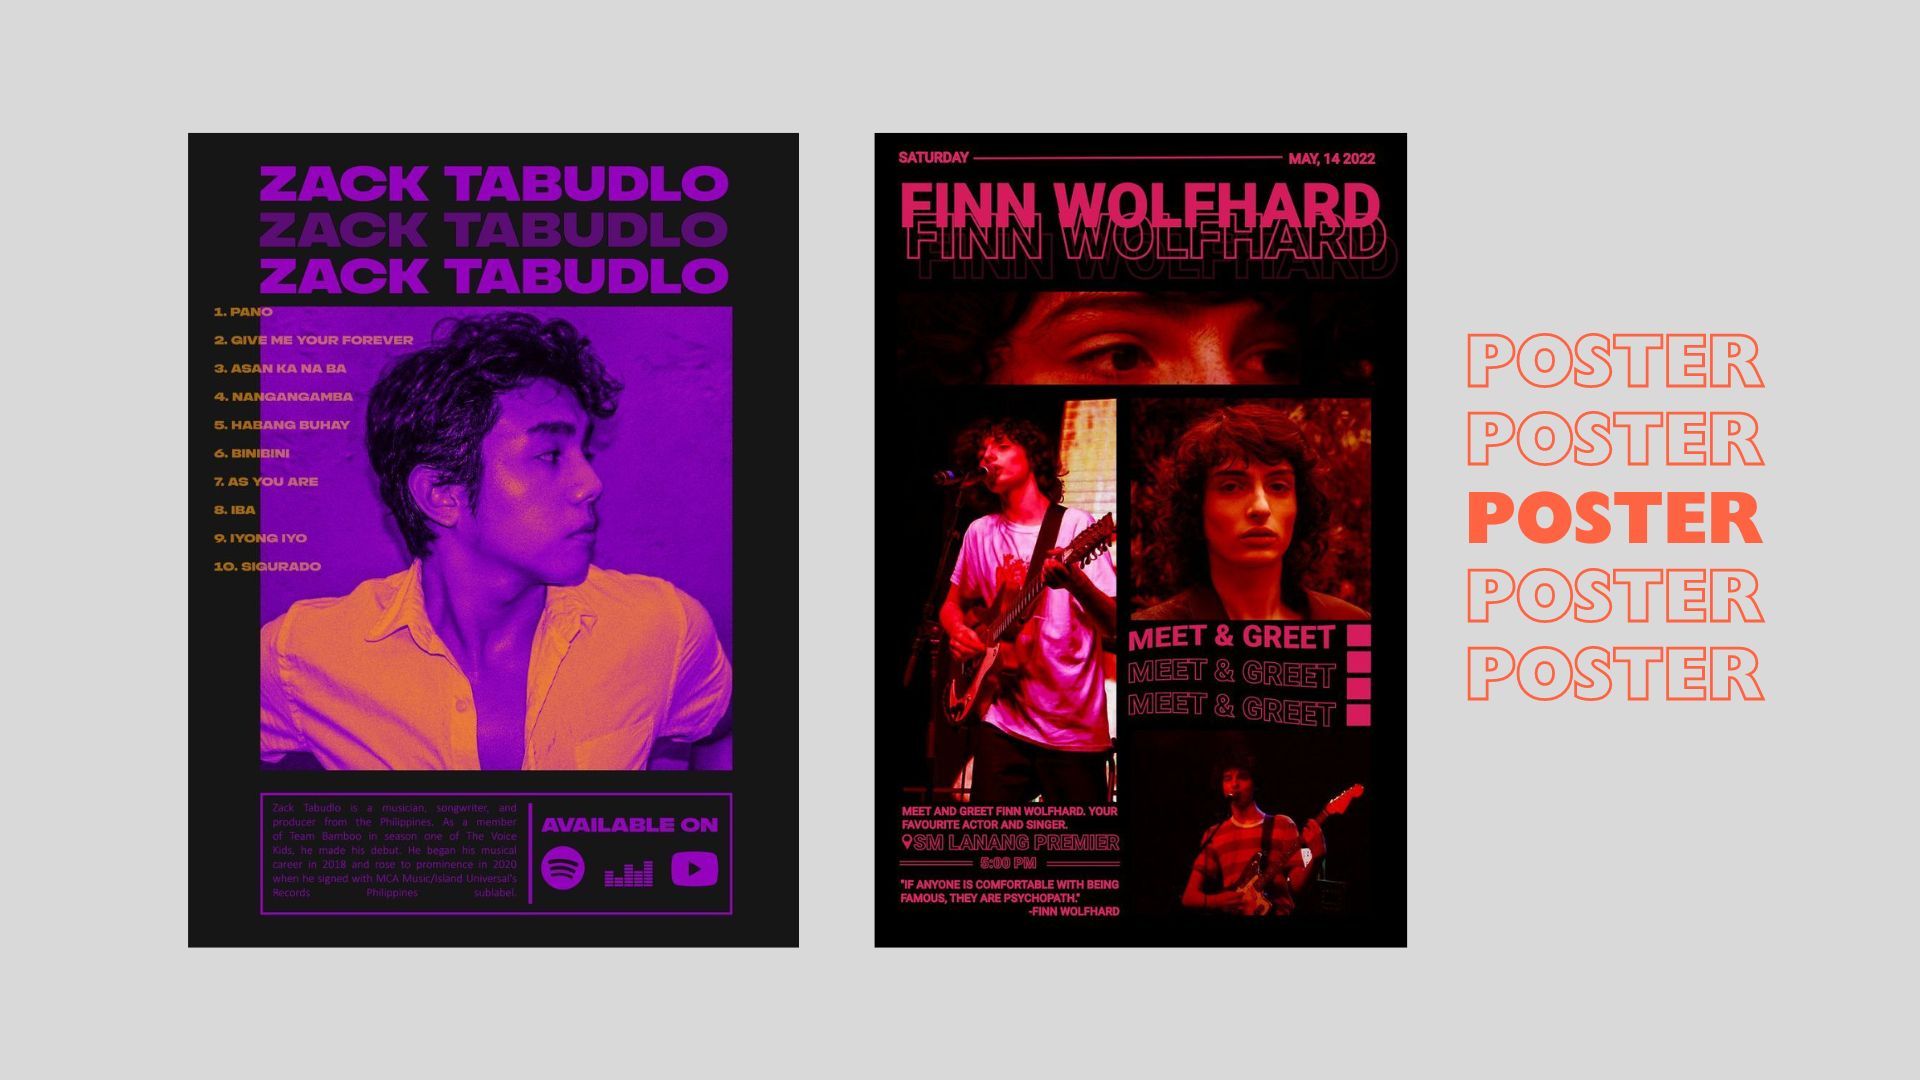 ZACK TABUDLO
ZACK TABUDLO
ZACK TABUDLO
1. PANO
2. GIVE ME YOUR FOREVER
3. ASAN KA NA BA
4. NANGANGAMBA
5. HABANG BUHAY
6. BINIBINI
7. AS YOU ARE
8. IBA
9. IYONG IYO
10. SIGURADO
Zack Tabudlo is a musician, songwriter, and
producer from the Philippines. As a member
of Team Bamboo in season one of The Voice
Kids, he made his debut. He began his musical
career in 2018 and rose to prominence in 2020
when he signed with MCA Music/Island Universal's
Records Philippines sublabel.
AVAILABLE ON
SATURDAY
MAY, 14 2022
FINN WOLFHARD
FINN WOLFHARD
FINN WOLFHARD
MEET & GREET
MEET & GREET
MEET & GREET
MEET AND GREET FINN WOLFHARD. YOUR
FAVOURITE ACTOR AND SINGER.
SM LANANG PREMIER
5:00 PM
"IF ANYONE IS COMFORTABLE WITH BEING
FAMOUS, THEY ARE PSYCHOPATH."
-FINN WOLFHARD
POSTER
POSTER
POSTER
POSTER
POSTER